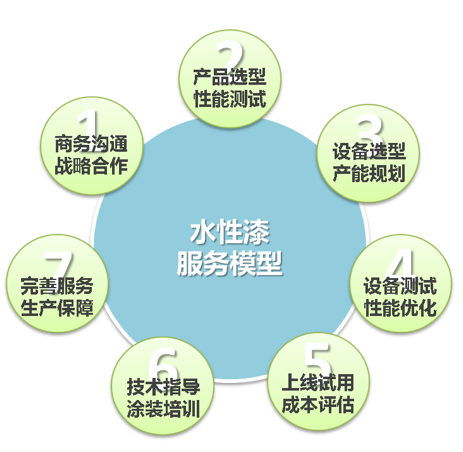 水性漆
服务模型
1
商务沟通
战略合作
2
产品选型
性能测试
3
设备选型
产能规划
4
设备测试
性能优化
5
上线试用
成本评估
6
技术指导
涂装培训
7
完善服务
生产保障